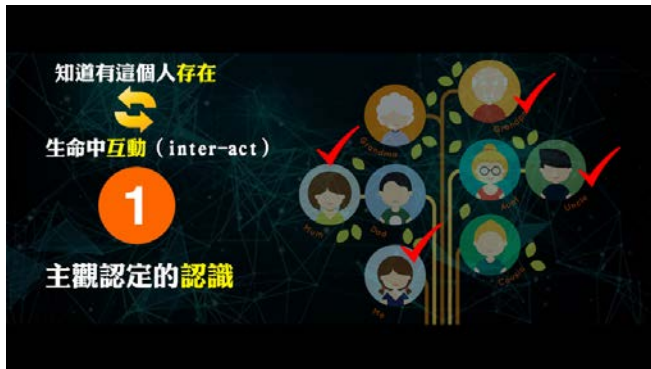 知道有這個人存在
生命中互動（inter-act）
1
主觀認定的認識
Grandma
Grandpa
Mum
Dad
Aunt
Uncle
Me
Cousin